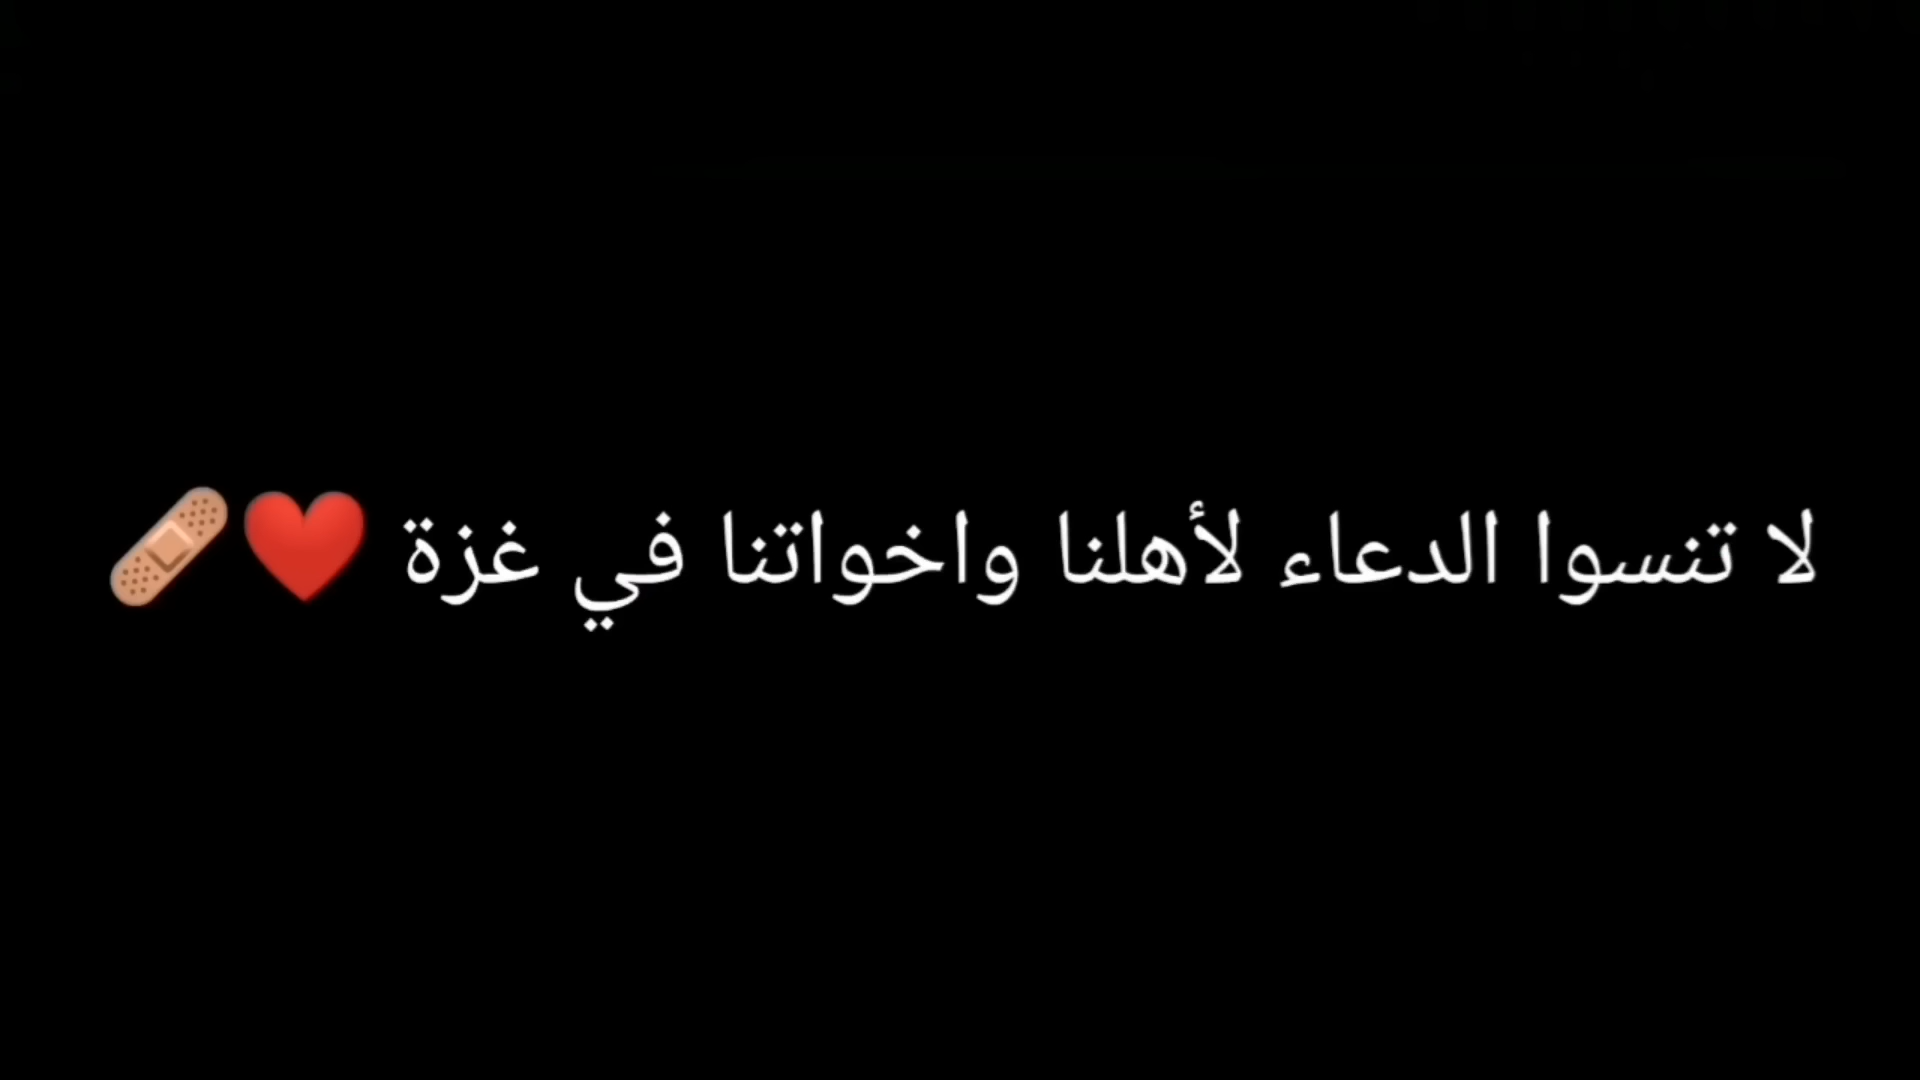 لا تنسوا الدعاء لأهلنا واخواتنا في غزة ❤️🩹